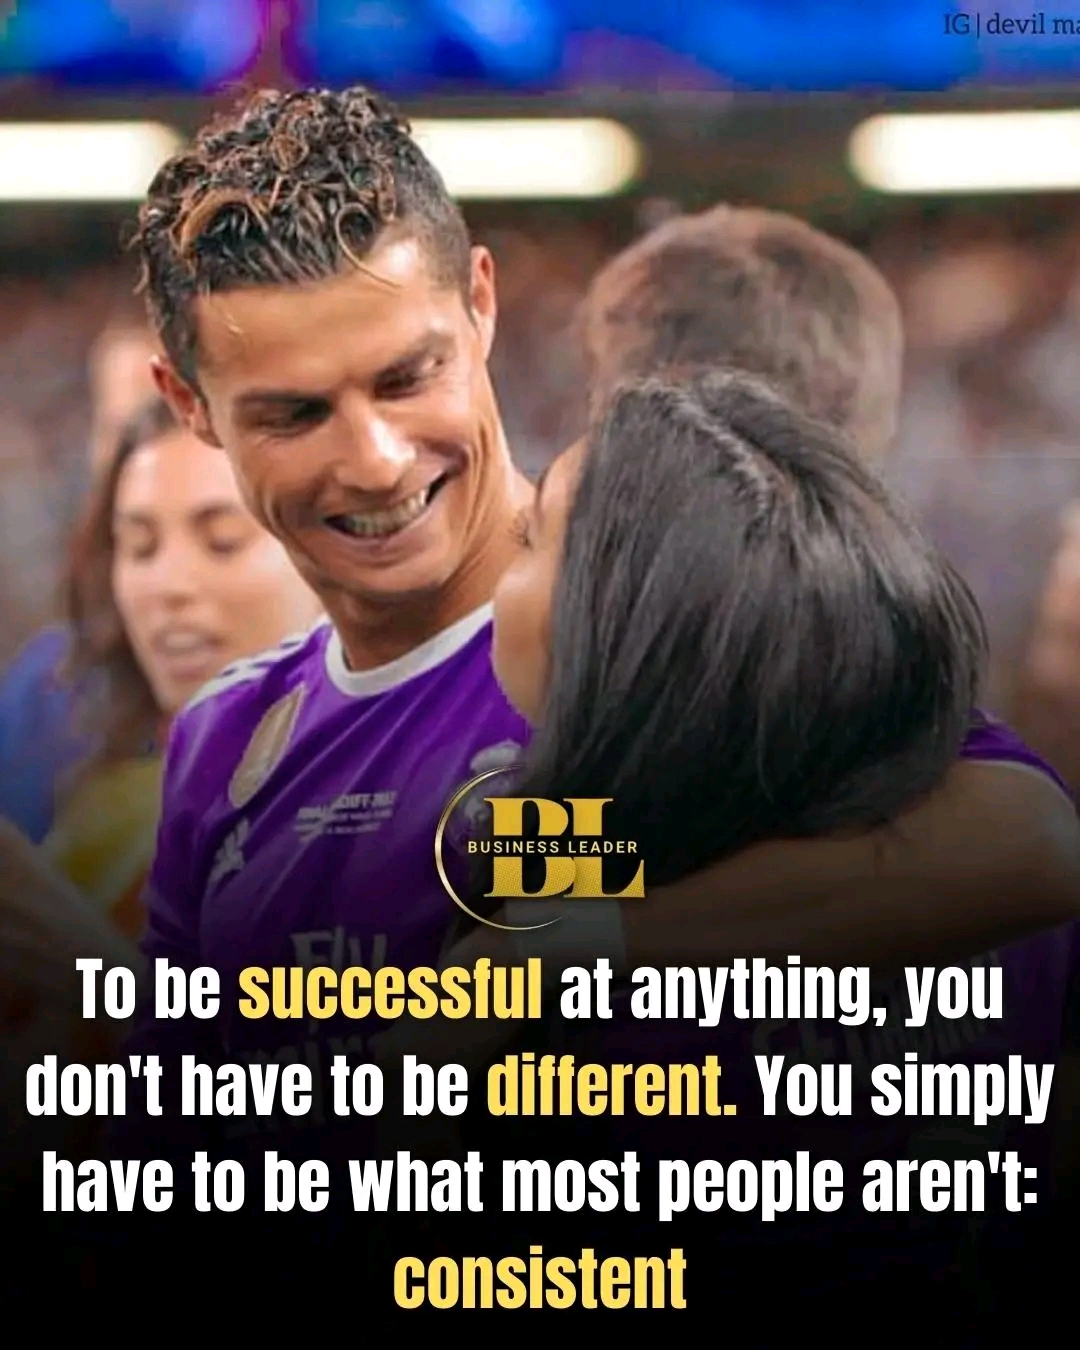 IG|devil ma
Fly
BL
BUSINESS LEADER
To be successful at anything, you
don't have to be different. You simply
have to be what most people aren't:
consistent